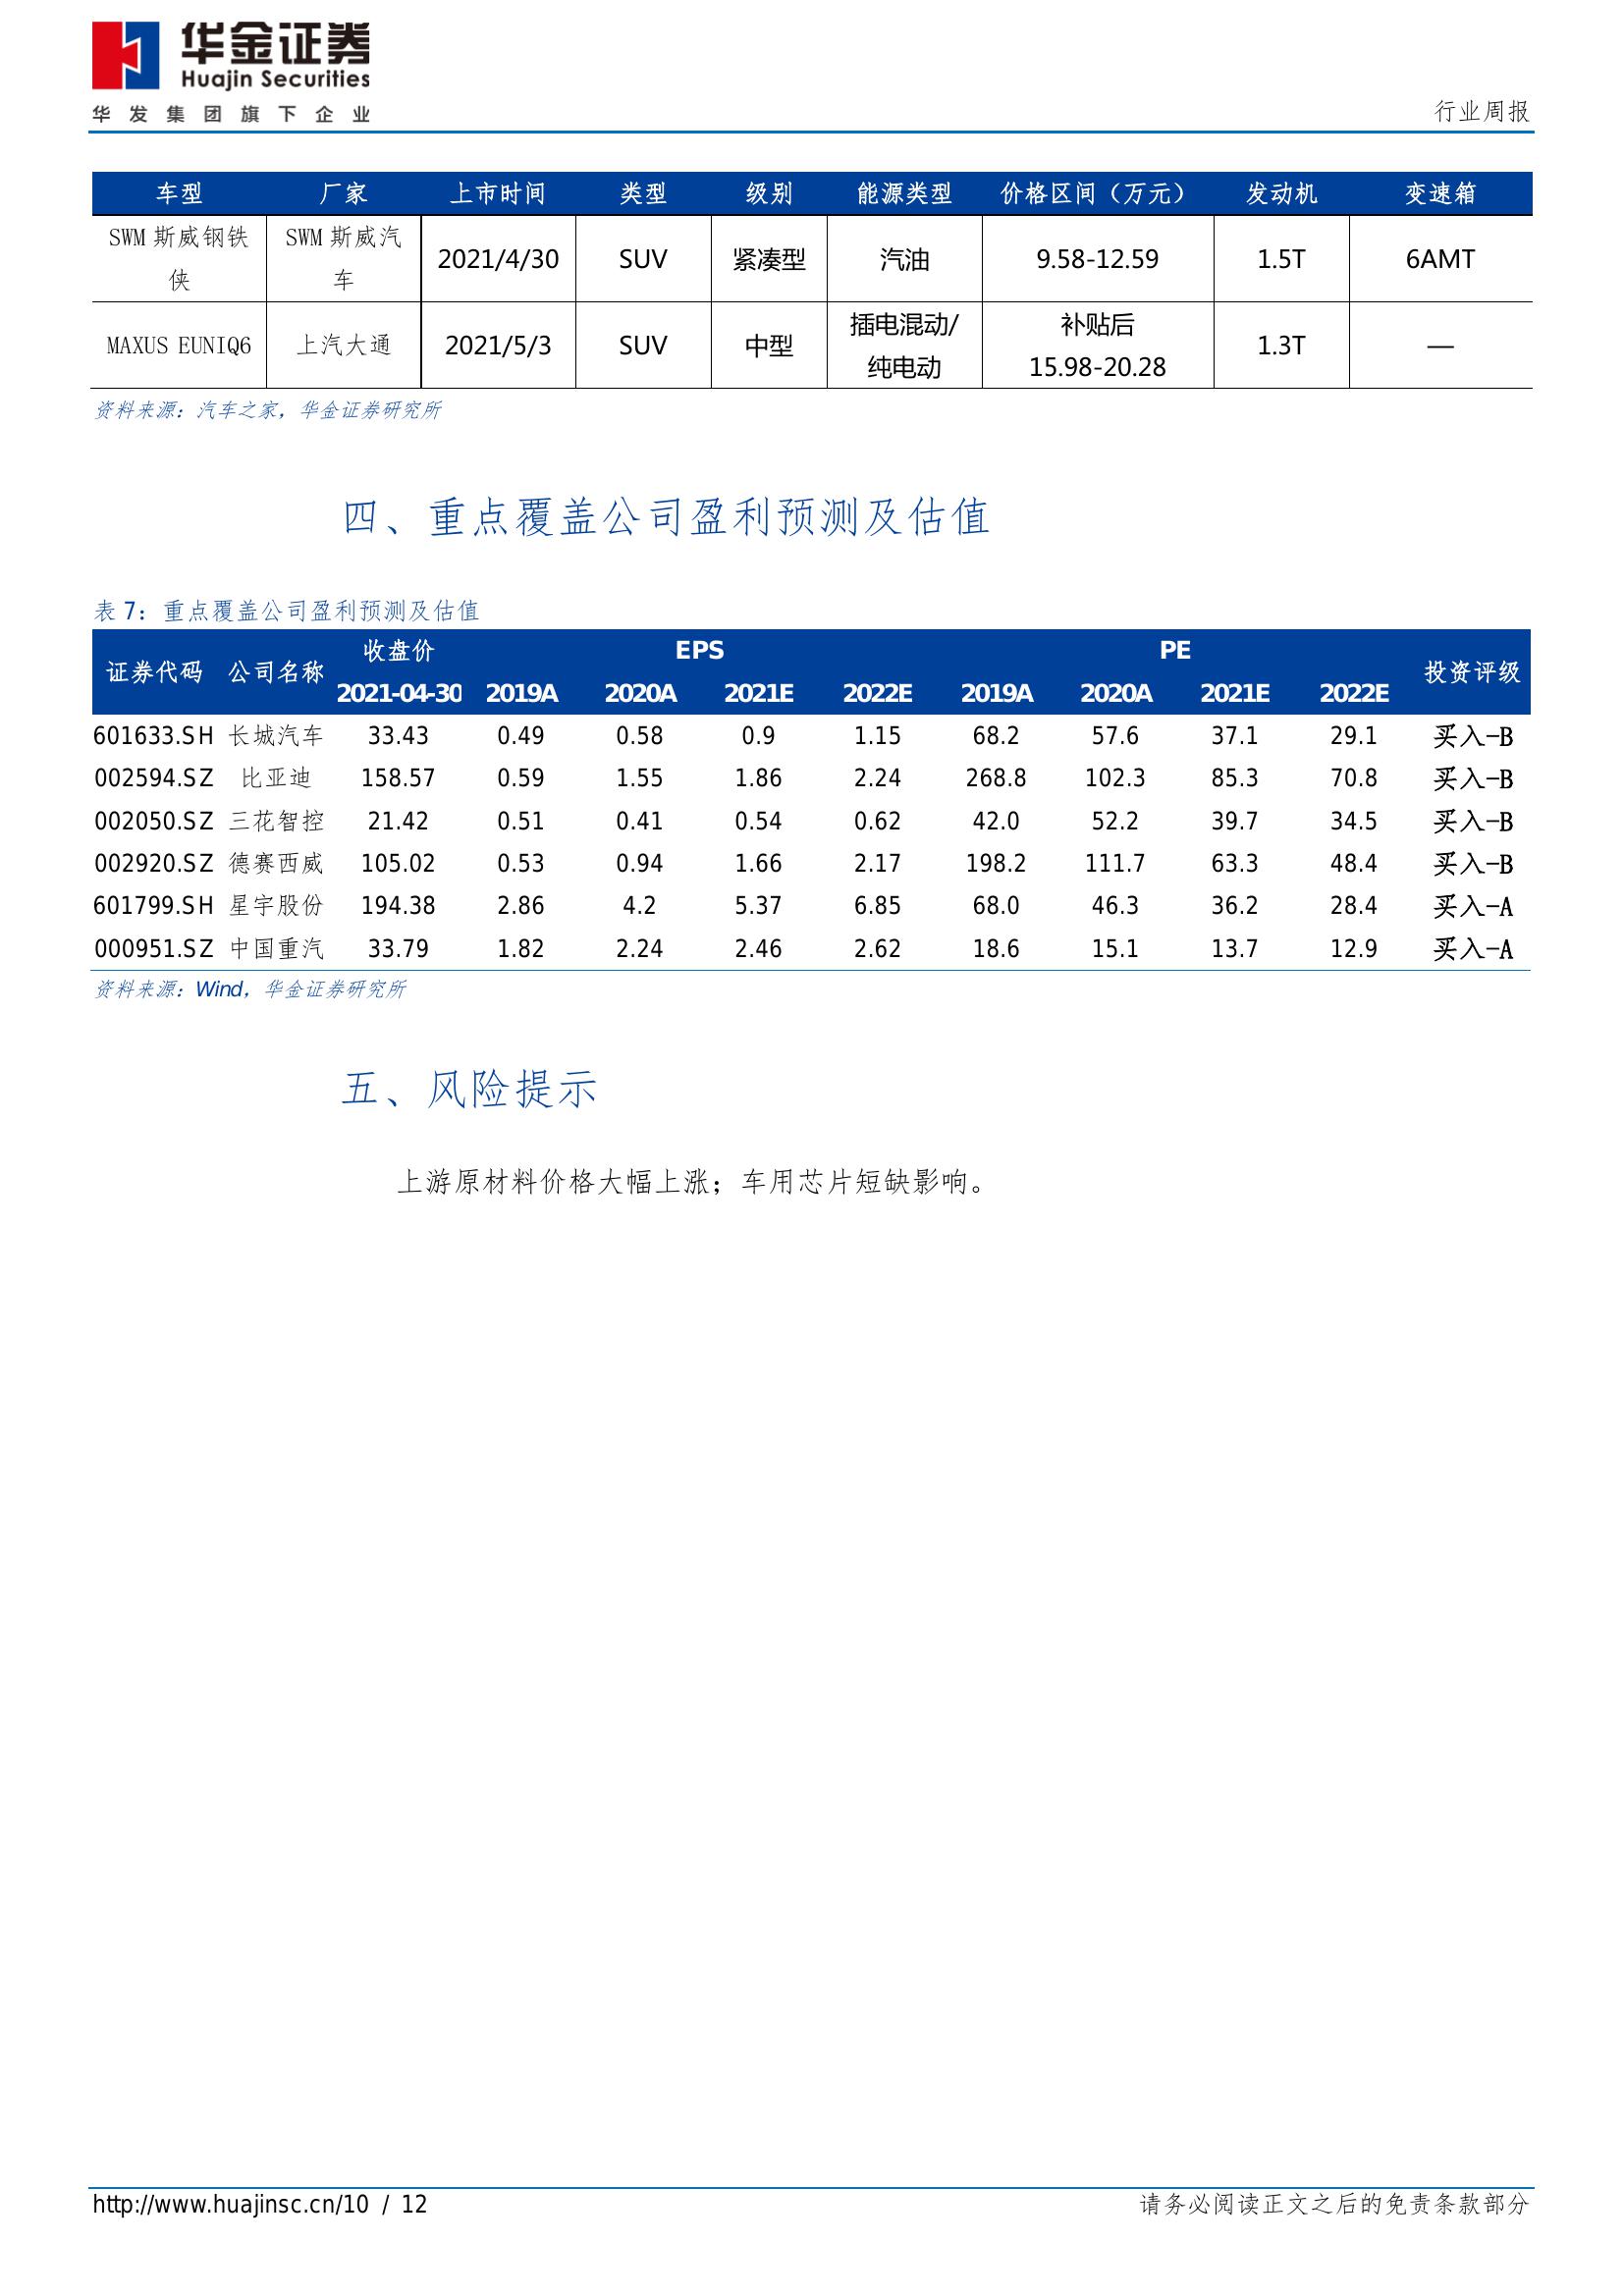 华金证券
Huajin Securities
华发集团旗下企业
行业周报
车型 厂家 上市时间 类型 级别 能源类型 价格区间（万元） 发动机 变速箱
SWM 斯威钢铁侠 SWM 斯威汽车 2021/4/30 SUV 紧凑型 汽油 9.58-12.59 1.5T 6AMT
MAXUS EUNIQ6 上汽大通 2021/5/3 SUV 中型 插电混动/纯电动 补贴后 15.98-20.28 1.3T —
资料来源：汽车之家，华金证券研究所
四、重点覆盖公司盈利预测及估值
表 7：重点覆盖公司盈利预测及估值
证券代码 公司名称 收盘价 EPS PE 投资评级
2021-04-30 2019A 2020A 2021E 2022E 2019A 2020A 2021E 2022E
601633.SH 长城汽车 33.43 0.49 0.58 0.9 1.15 68.2 57.6 37.1 29.1 买入-B
002594.SZ 比亚迪 158.57 0.59 1.55 1.86 2.24 268.8 102.3 85.3 70.8 买入-B
002050.SZ 三花智控 21.42 0.51 0.41 0.54 0.62 42.0 52.2 39.7 34.5 买入-B
002920.SZ 德赛西威 105.02 0.53 0.94 1.66 2.17 198.2 111.7 63.3 48.4 买入-B
601799.SH 星宇股份 194.38 2.86 4.2 5.37 6.85 68.0 46.3 36.2 28.4 买入-A
000951.SZ 中国重汽 33.79 1.82 2.24 2.46 2.62 18.6 15.1 13.7 12.9 买入-A
资料来源：Wind，华金证券研究所
五、风险提示
上游原材料价格大幅上涨；车用芯片短缺影响。
http://www.huajinsc.cn/10 / 12
请务必阅读正文之后的免责条款部分